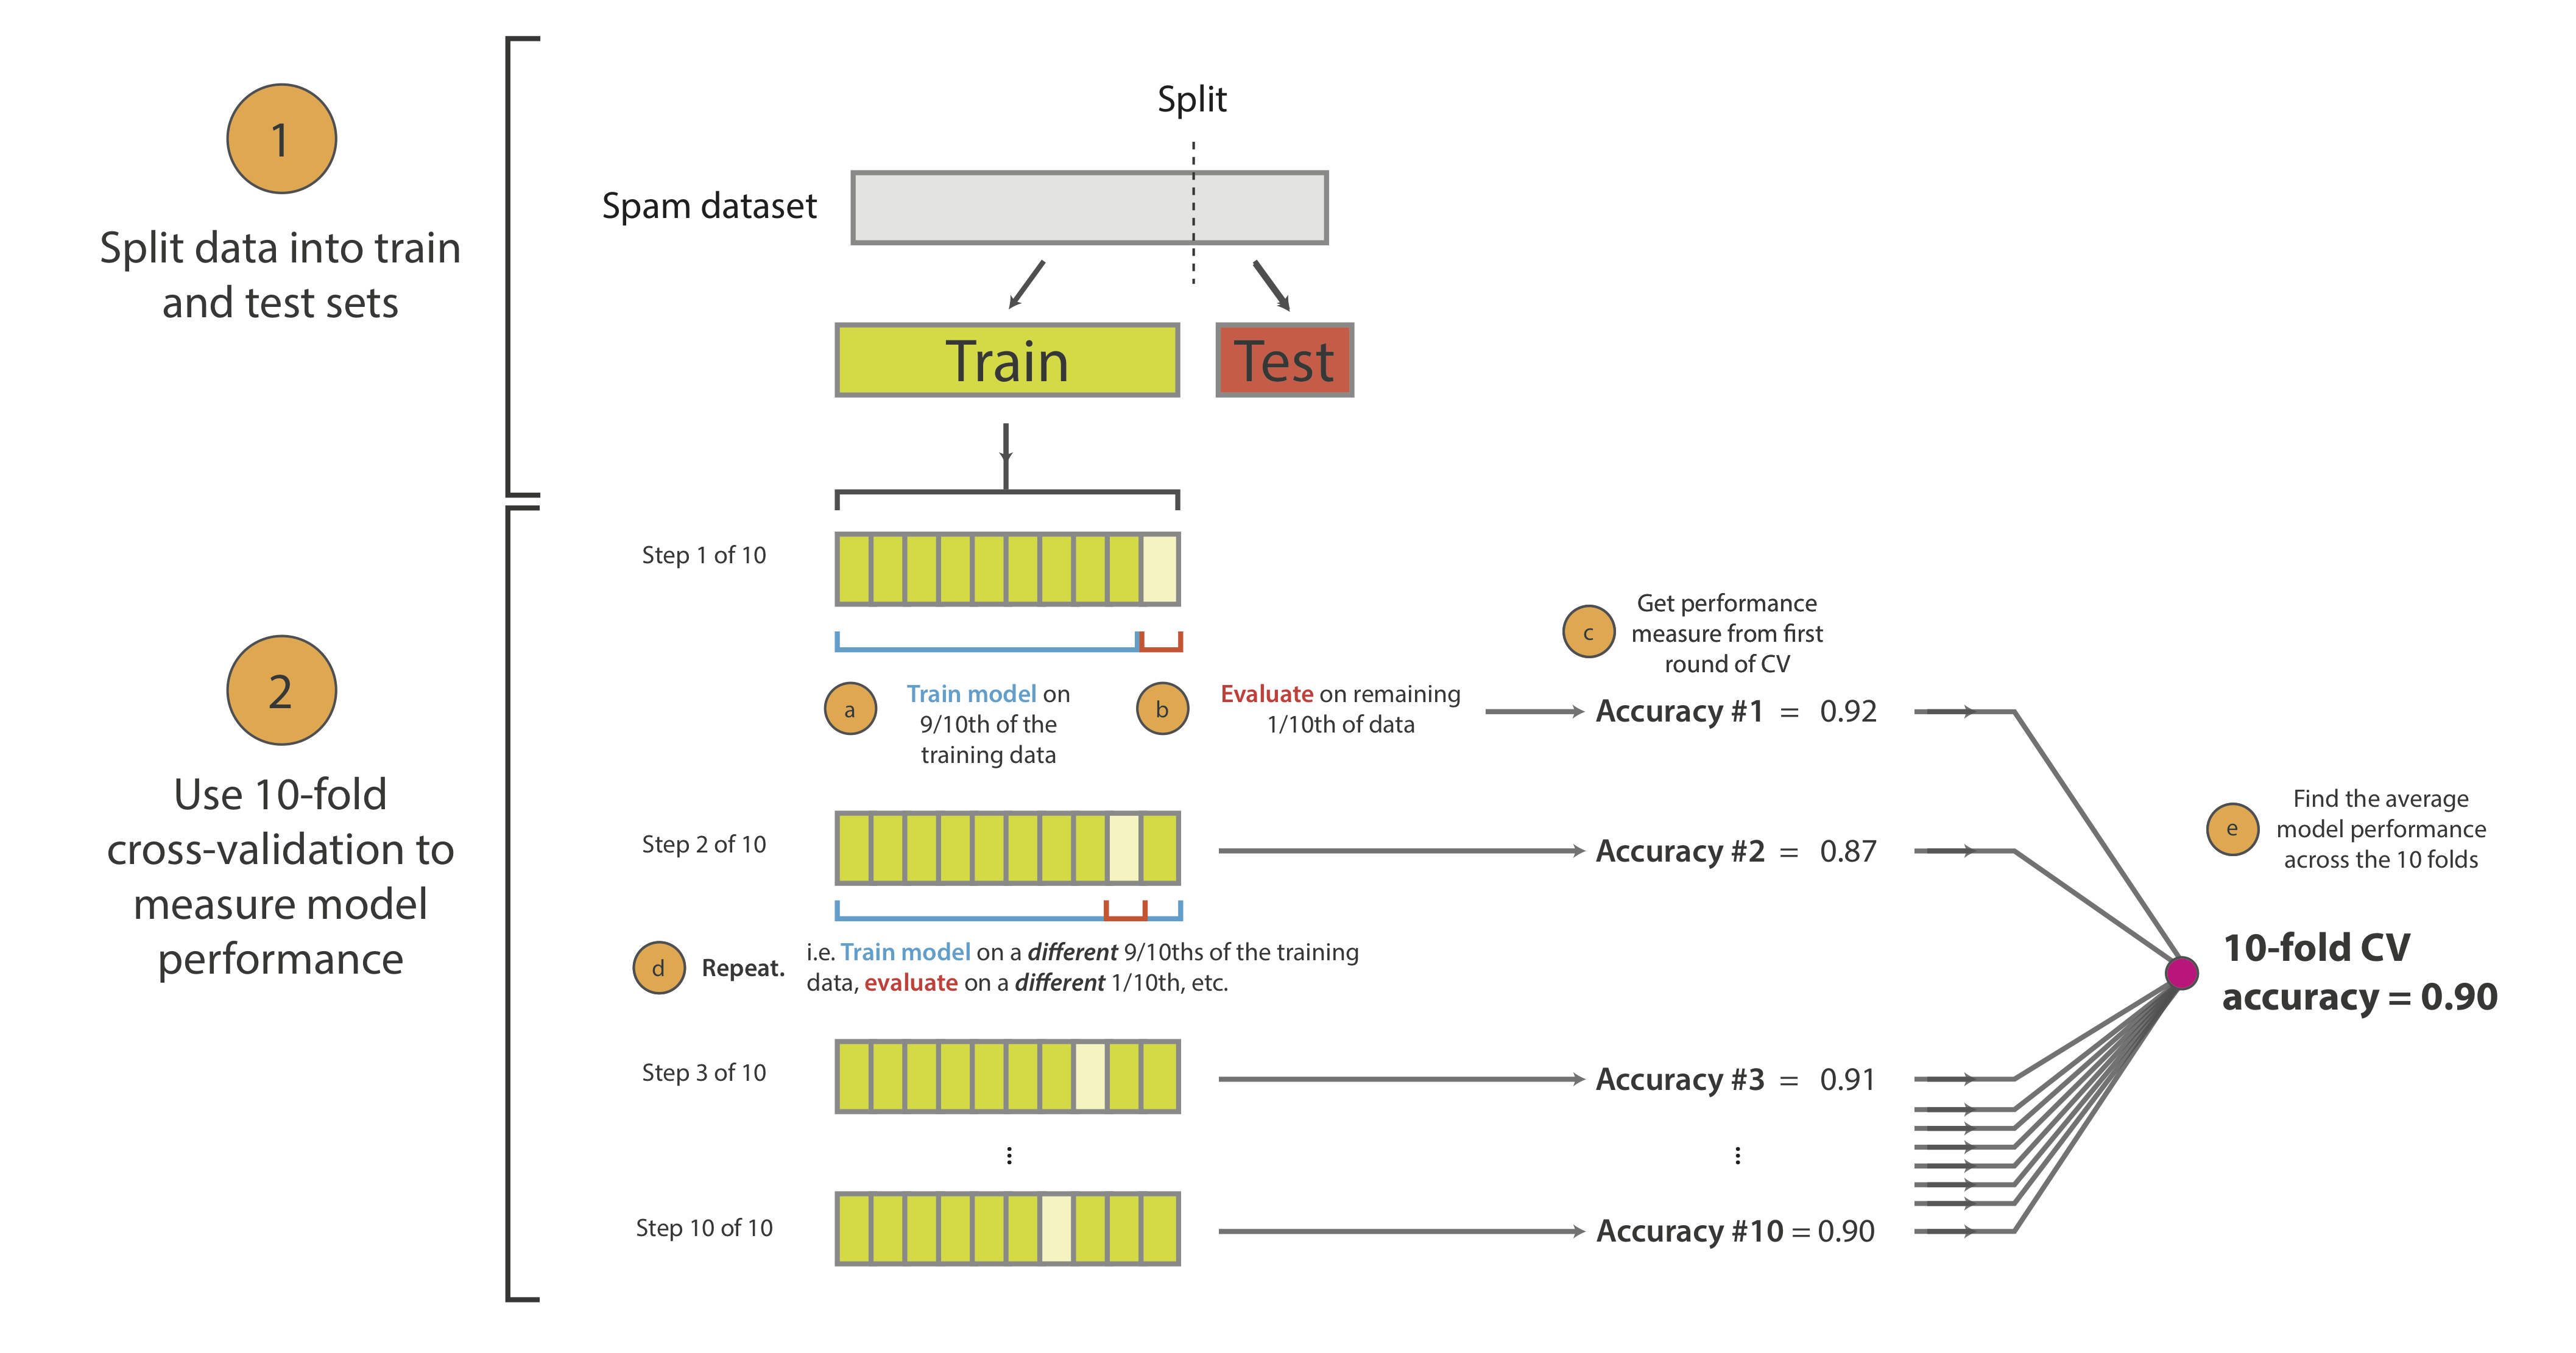 1
Split data into train
and test sets
Split
Spam dataset
Train
Test
2
Use 10-fold
cross-validation to
measure model
performance
Step 1 of 10
a
Train model on
9/10th of the
training data
b
Evaluate on remaining
1/10th of data
c
Get performance
measure from first
round of CV
Accuracy #1 = 0.92
Step 2 of 10
Accuracy #2 = 0.87
d
Repeat.
i.e. Train model on a different 9/10ths of the training
data, evaluate on a different 1/10th, etc.
Step 3 of 10
Accuracy #3 = 0.91
⋮
⋮
Step 10 of 10
Accuracy #10 = 0.90
e
Find the average
model performance
across the 10 folds
10-fold CV
accuracy = 0.90